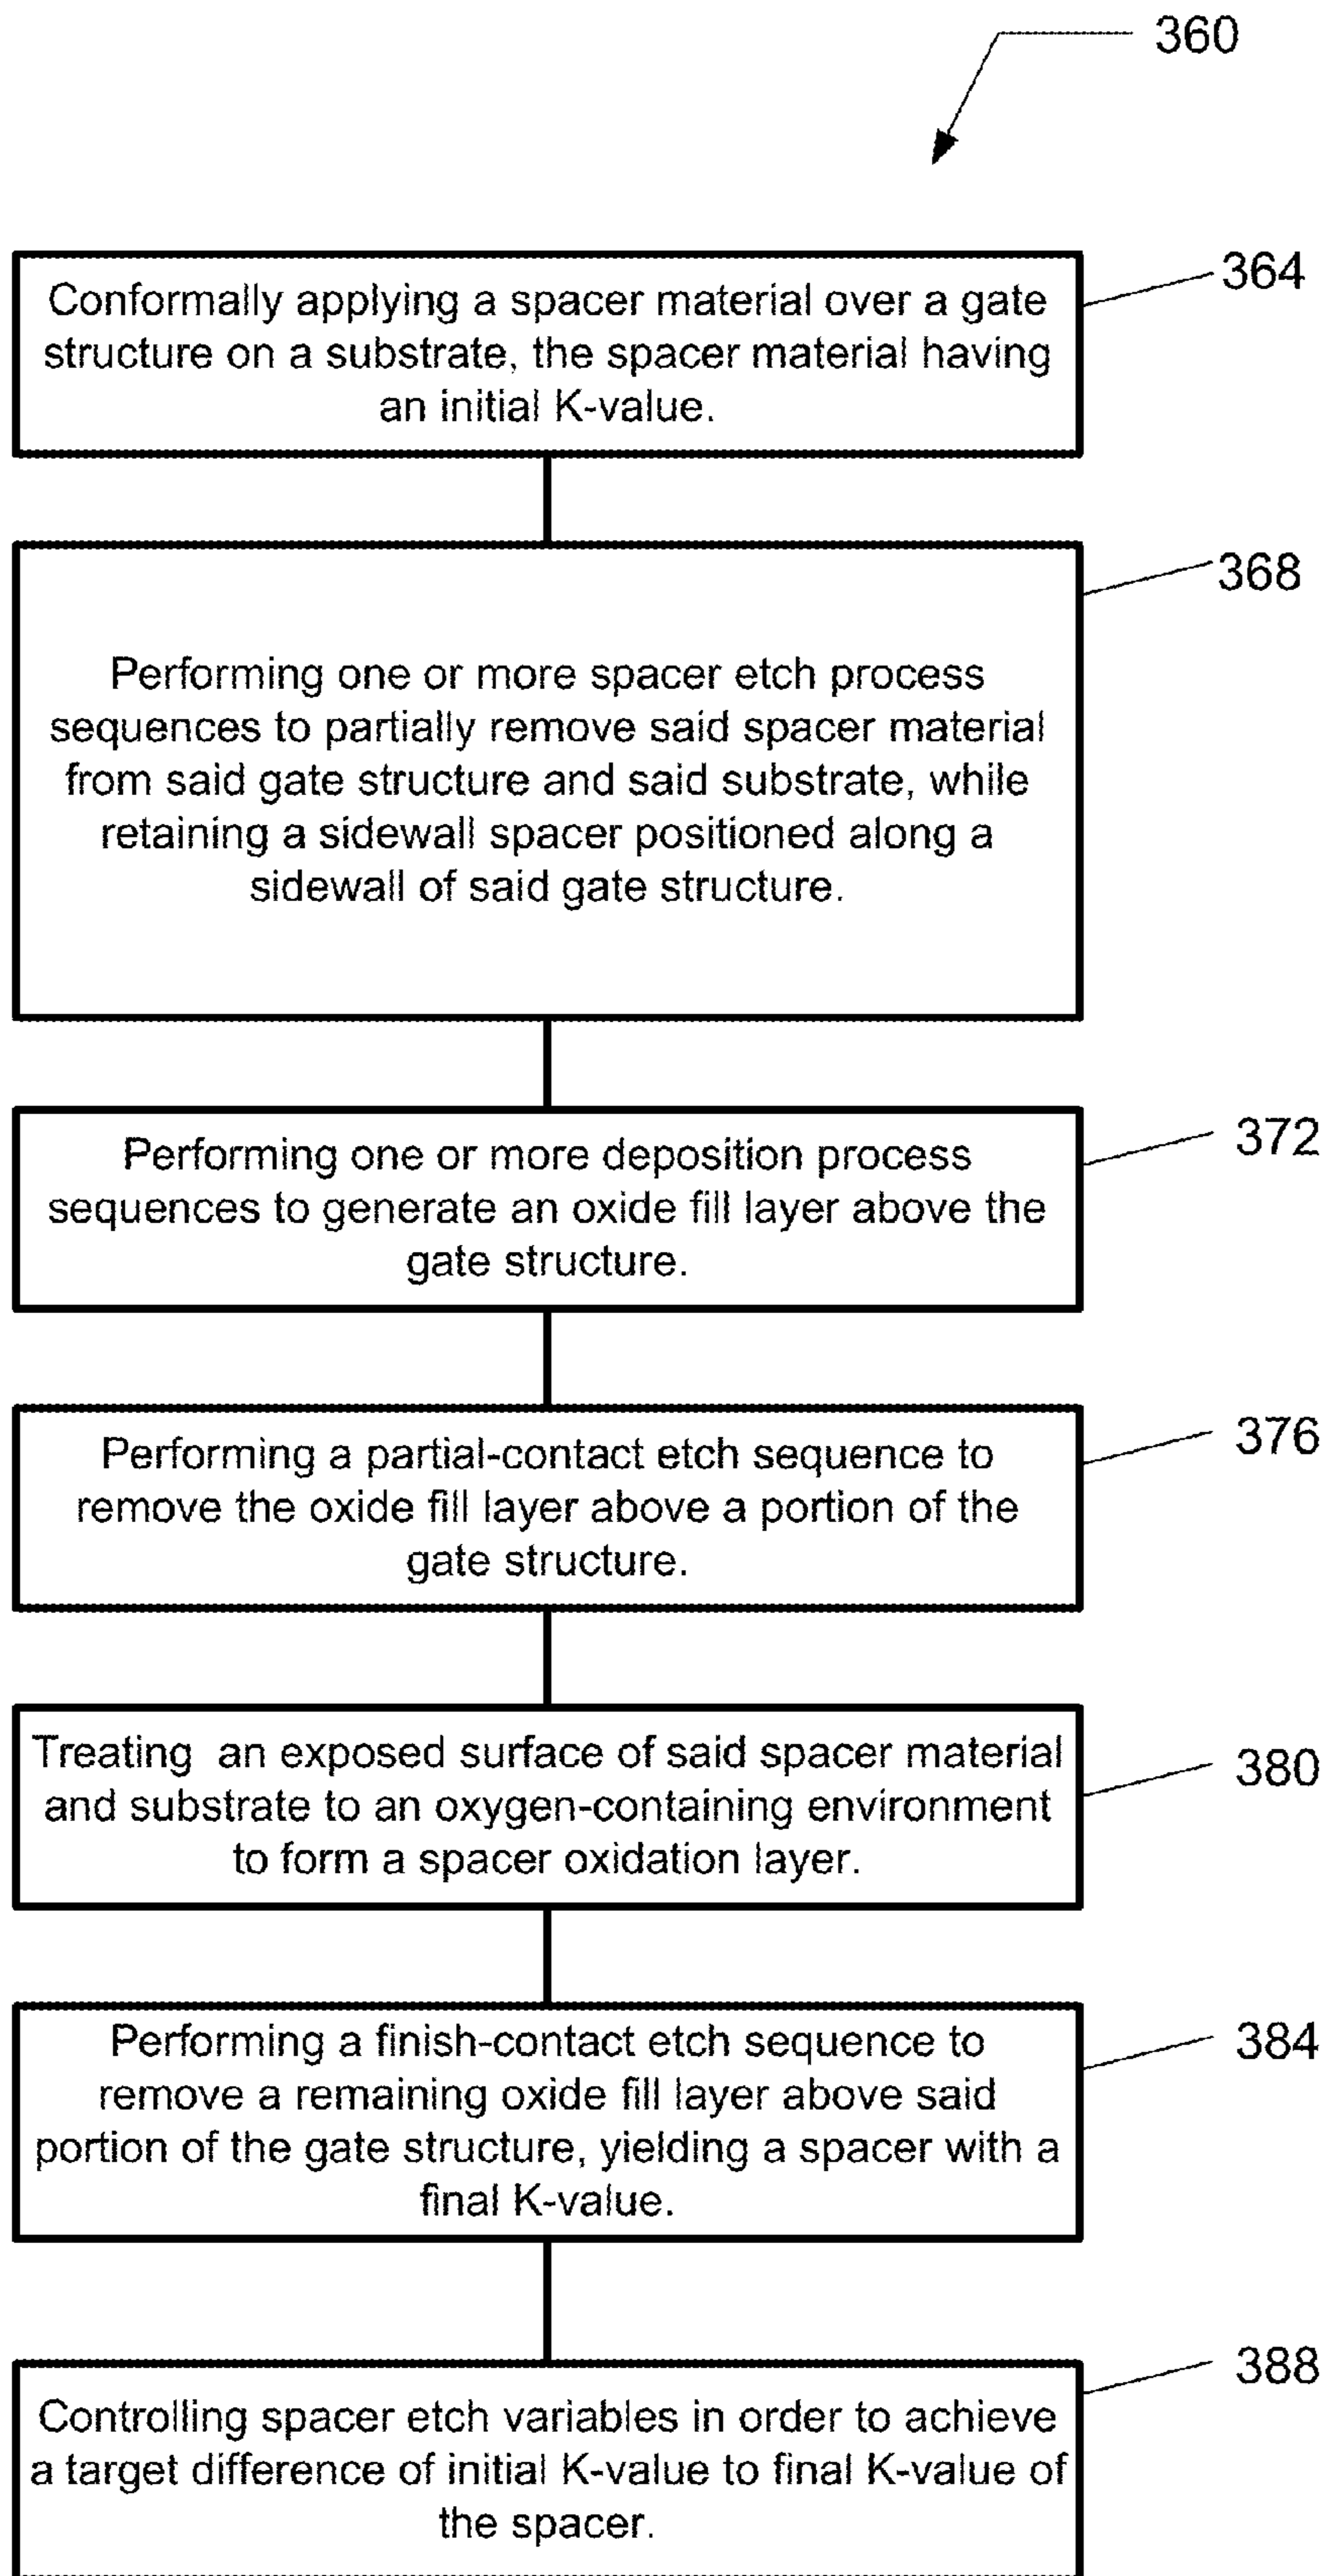 360
Conformally applying a spacer material over a gate
structure on a substrate, the spacer material having
an initial K-value.
364
Performing one or more spacer etch process
sequences to partially remove said spacer material
from said gate structure and said substrate, while
retaining a sidewall spacer positioned along a
sidewall of said gate structure.
368
Performing one or more deposition process
sequences to generate an oxide fill layer above the
gate structure.
372
Performing a partial-contact etch sequence to
remove the oxide fill layer above a portion of the
gate structure.
376
Treating an exposed surface of said spacer material
and substrate to an oxygen-containing environment
to form a spacer oxidation layer.
380
Performing a finish-contact etch sequence to
remove a remaining oxide fill layer above said
portion of the gate structure, yielding a spacer with a
final K-value.
384
Controlling spacer etch variables in order to achieve
a target difference of initial K-value to final K-value of
the spacer.
388